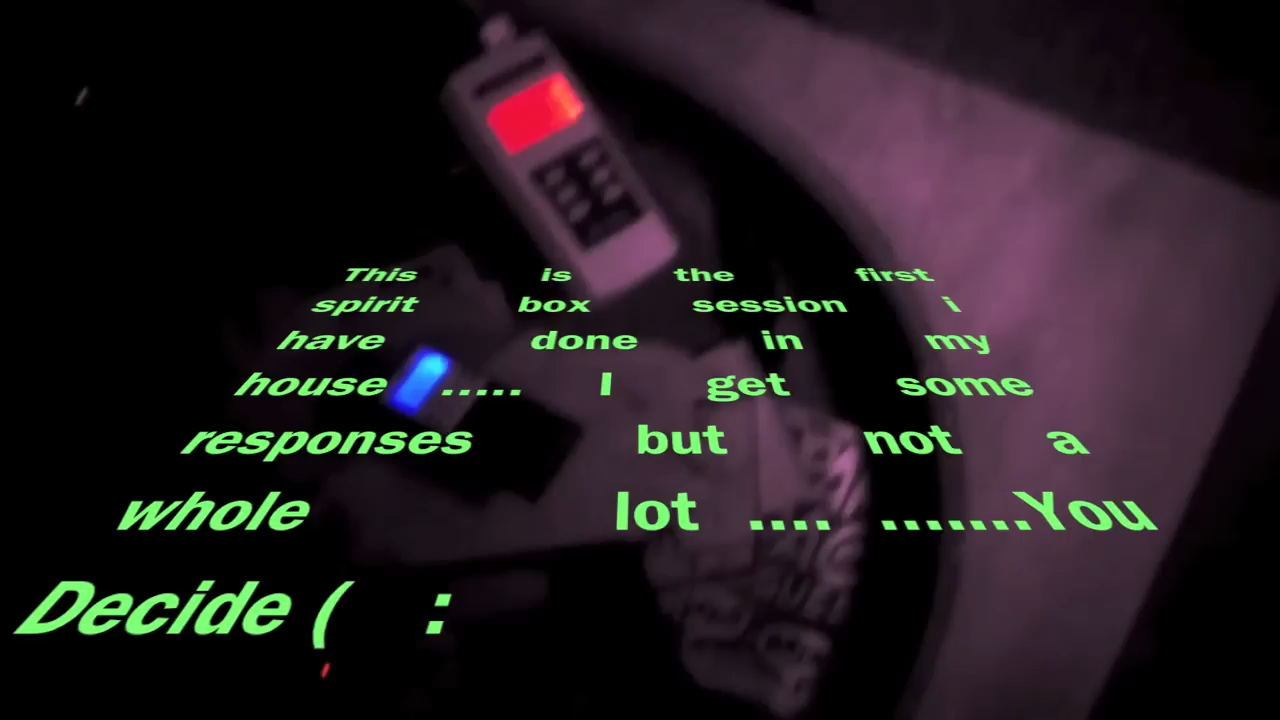 This is the first
spirit box session i
have done in my
house ..... I get some
responses but not a
whole lot .... .......You
Decide ( :